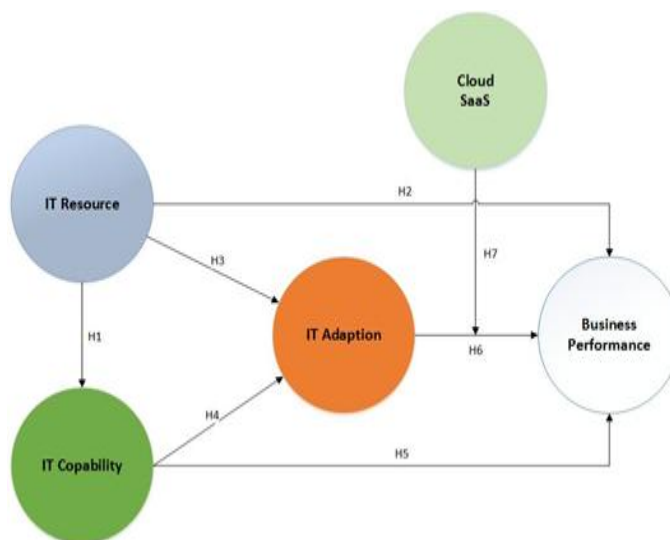 Cloud
SaaS
IT Resource
H2
H3
H7
H1
IT Adaption
H6
Business
Performance
H4
IT Copability
H5